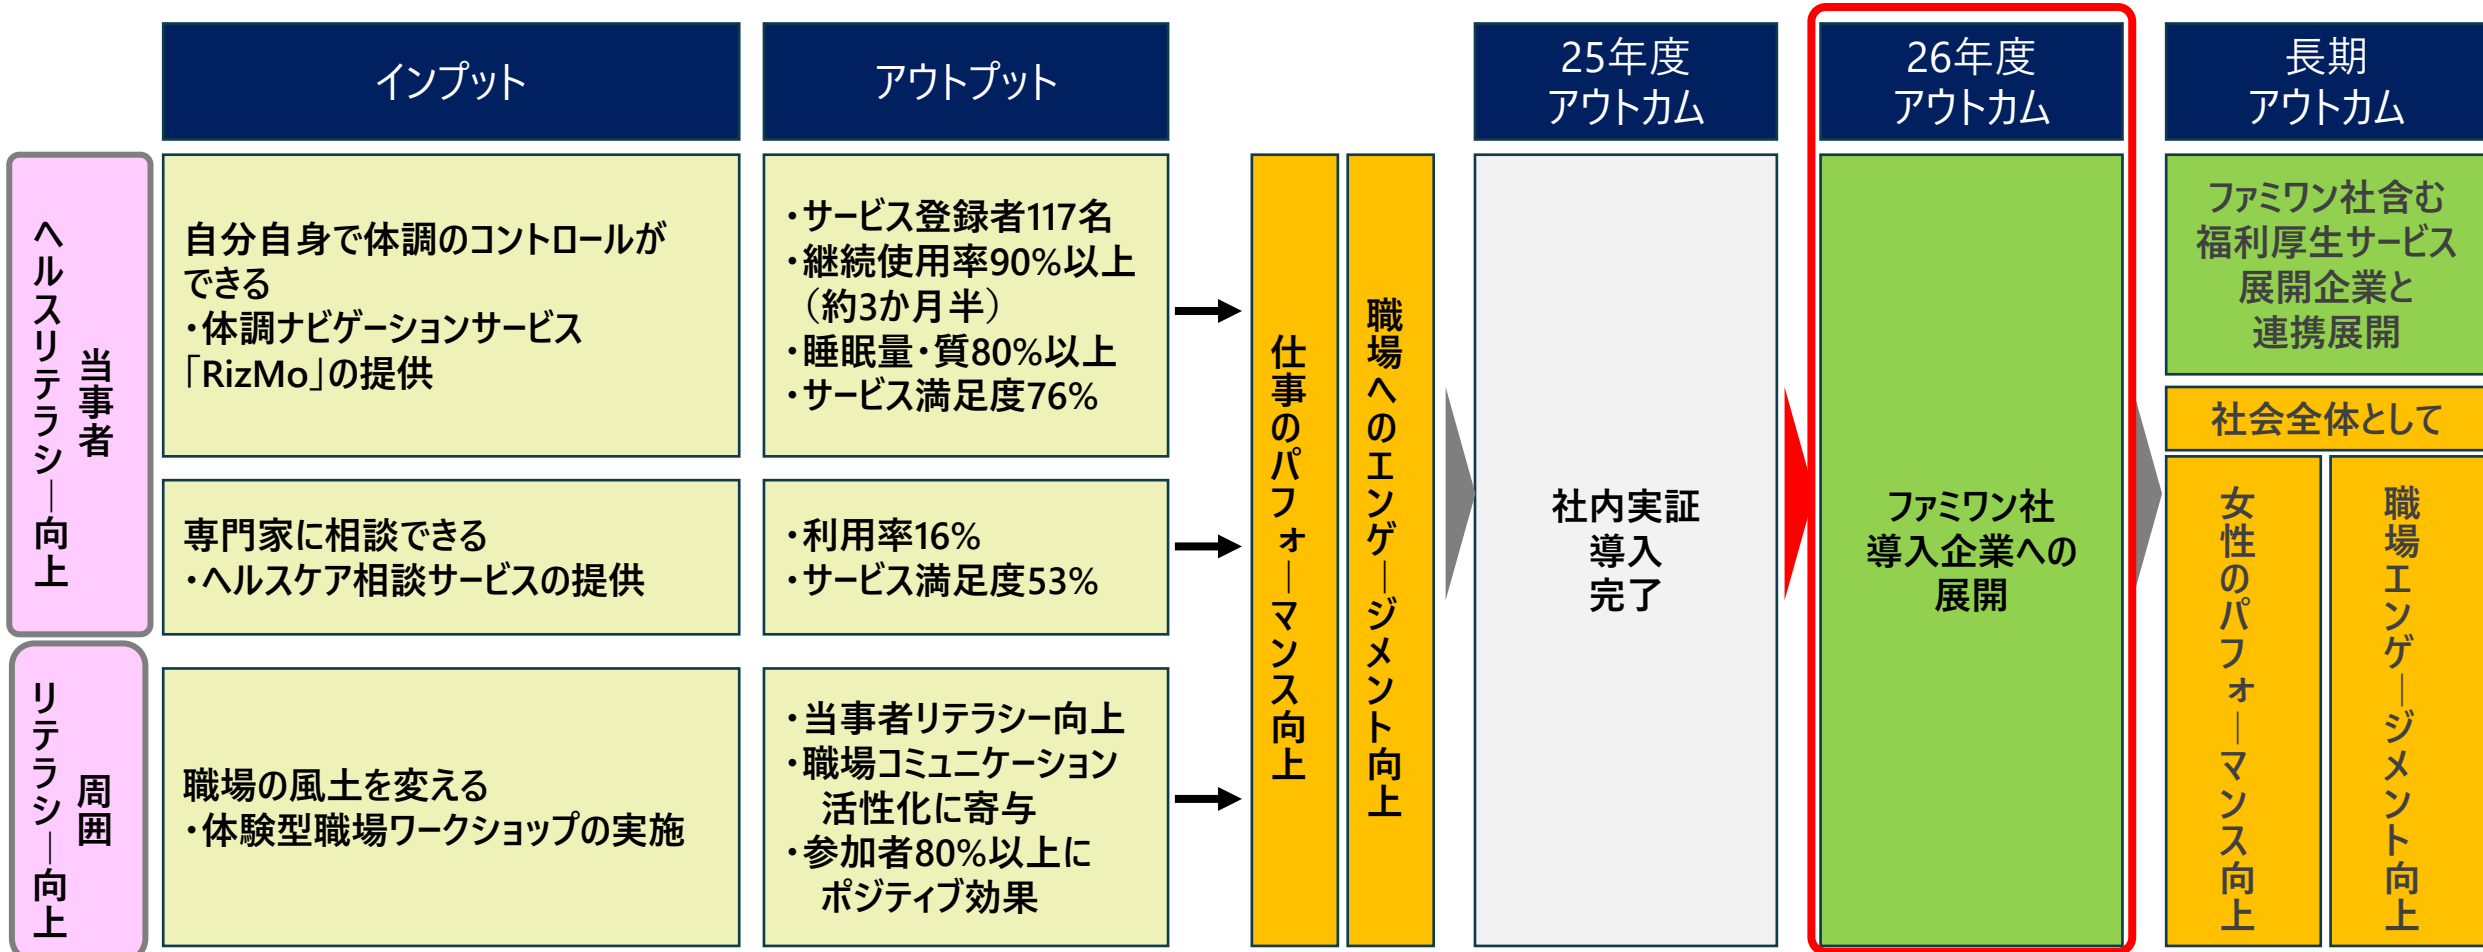 インプット
アウトプット
25年度
アウトカム
26年度
アウトカム
長期
アウトカム
当事者
ヘルスリテラシー向上
自分自身で体調のコントロールが
できる
・体調ナビゲーションサービス
「RizMo」の提供
・サービス登録者117名
・継続使用率90%以上
（約3か月半）
・睡眠量・質80%以上
・サービス満足度76%
専門家に相談できる
・ヘルスケア相談サービスの提供
・利用率16%
・サービス満足度53%
周囲
リテラシー向上
職場の風土を変える
・体験型職場ワークショップの実施
・当事者リテラシー向上
・職場コミュニケーション
活性化に寄与
・参加者80%以上に
ポジティブ効果
仕事のパフォーマンス向上
職場へのエンゲージメント向上
社内実証
導入
完了
ファミワン社
導入企業への
展開
ファミワン社含む
福利厚生サービス
展開企業と
連携展開
社会全体として
女性のパフォーマンス向上
職場エンゲージメント向上